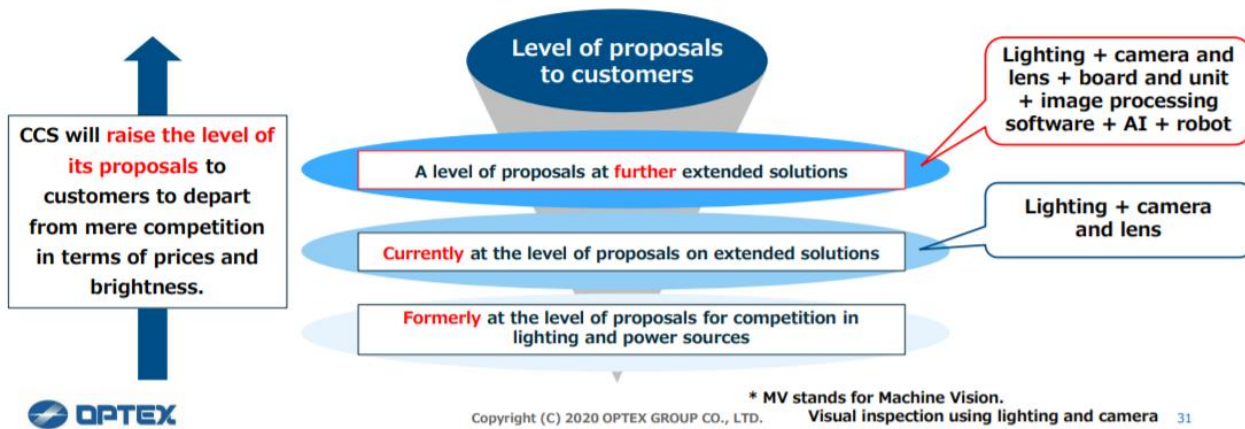 Level of proposals
to customers
CCS will raise the level of
its proposals to
customers to depart
from mere competition
in terms of prices and
brightness.
Lighting + camera and
lens + board and unit
+ image processing
software + AI + robot
A level of proposals at further extended solutions
Lighting + camera
and lens
Currently at the level of proposals on extended solutions
Formerly at the level of proposals for competition in
lighting and power sources
* MV stands for Machine Vision.
OPTEX
Copyright (C) 2020 OPTEX GROUP CO., LTD.
Visual inspection using lighting and camera
31